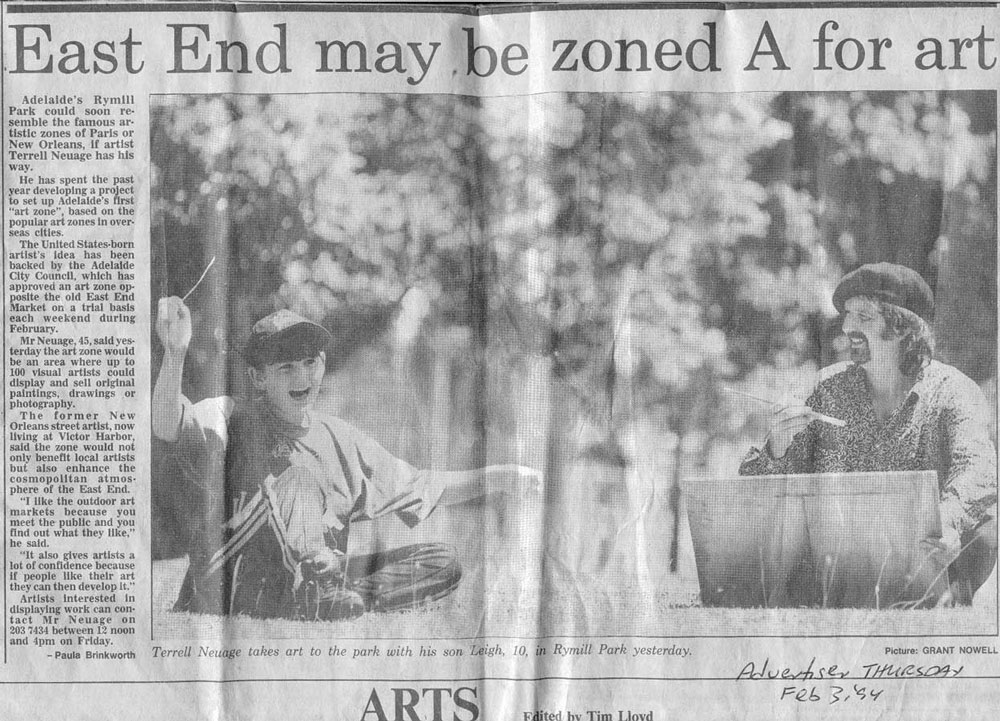 East End may be zoned A for art
Adelaide's Rymill
Park could soon re-
semble the famous ar-
tistic zones of Paris or
New Orleans, if artist
Terrell Neuage has his
way.
He has spent the past
year developing a project
to set up Adelaide's first
"art zone", based on the
popular art zones in over-
seas cities.
The United States-born
artist's idea has been
backed by the Adelaide
City Council, which has
approved an art zone op-
posite the old East End
Market on a trial basis
each weekend during
February.
Mr Neuage, 45, said yes-
terday the art zone would
be an area where up to
100 visual artists could
display and sell original
paintings, drawings or
photography.
The former New
Orleans street artist, now
living at Victor Harbor,
said the zone would not
only benefit local artists
but also enhance the
cosmopolitan atmos-
phere of the East End.
"I like the outdoor art
markets because you
meet the public and you
find out what they like,"
he said.
"It also gives artists a
lot of confidence because
if people like their art
they can then develop it."
Artists interested in
displaying work can con-
tact Mr Neuage on
203 7434 between 12 noon
and 4pm on Friday.
– Paula Brinkworth
Terrell Neuage takes art to the park with his son Leigh, 10, in Rymill Park yesterday.
Picture: GRANT NOWELL
Advertiser THURSDAY
Feb 3, '94
ARTS
Edited by Tim Lloyd